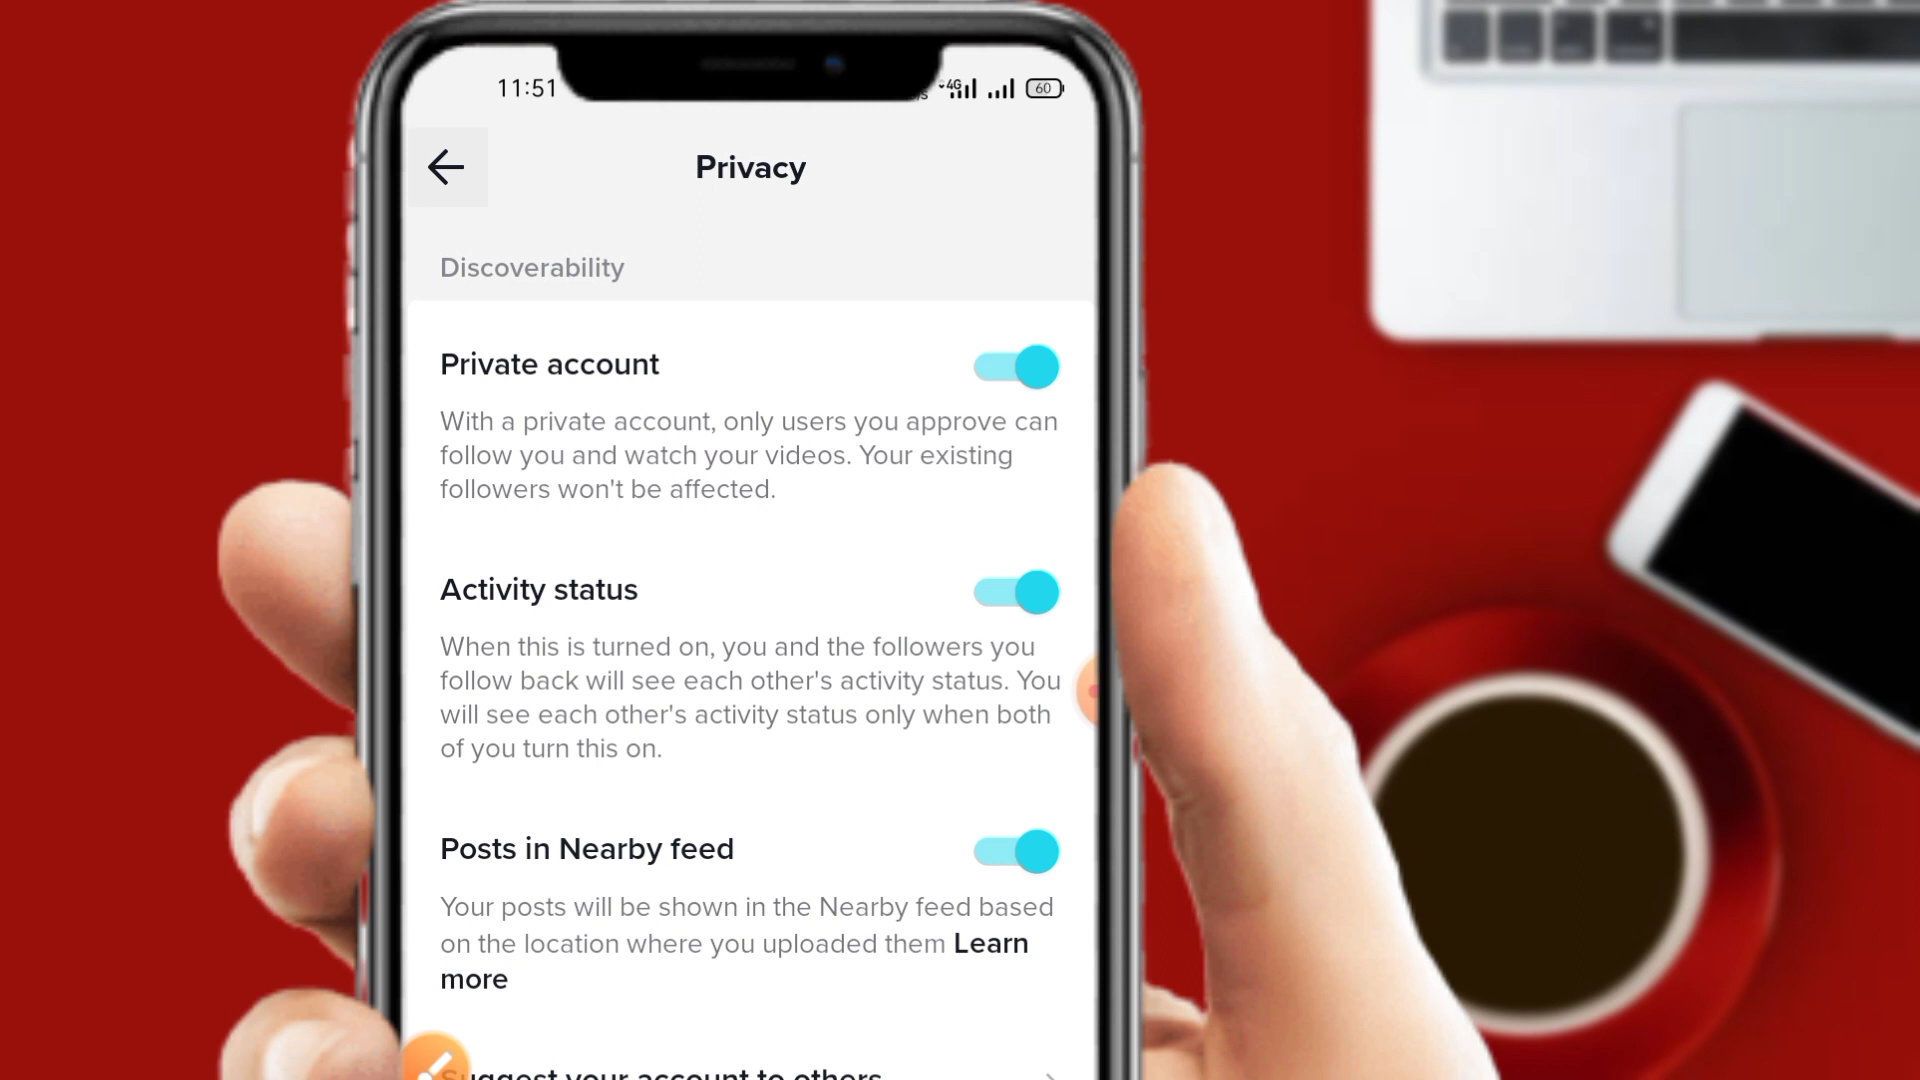 11:51
4G
60
Privacy
Discoverability
Private account
With a private account, only users you approve can
follow you and watch your videos. Your existing
followers won't be affected.
Activity status
When this is turned on, you and the followers you
follow back will see each other's activity status. You
will see each other's activity status only when both
of you turn this on.
Posts in Nearby feed
Your posts will be shown in the Nearby feed based
on the location where you uploaded them Learn
more
Suggest your account to others